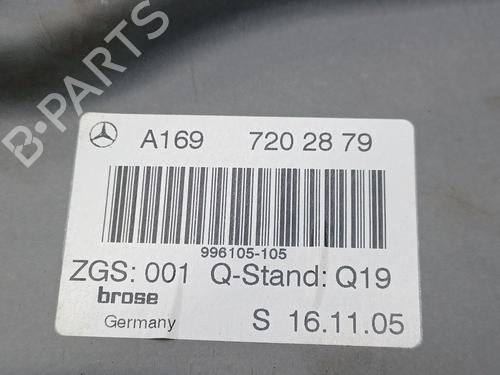 A169 720 28 79
996105-105
ZGS: 001 Q-Stand: Q19
brose
Germany S 16.11.05
B-PARTS